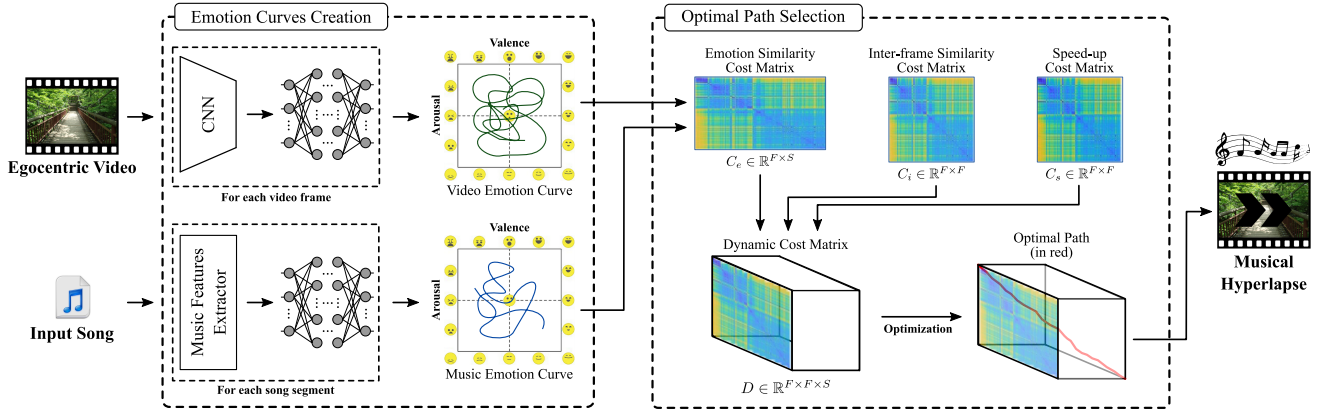 Emotion Curves Creation
Egocentric Video
CNN
For each video frame
Valence
Arousal
Video Emotion Curve
Input Song
Music Features
Extractor
For each song segment
Valence
Arousal
Music Emotion Curve
Optimal Path Selection
Emotion Similarity
Cost Matrix
C_e ∈ ℝ^{F×S}
Inter-frame Similarity
Cost Matrix
C_i ∈ ℝ^{F×F}
Speed-up
Cost Matrix
C_s ∈ ℝ^{F×F}
Dynamic Cost Matrix
D ∈ ℝ^{F×F×S}
Optimization
Optimal Path
(in red)
Musical
Hyperlapse